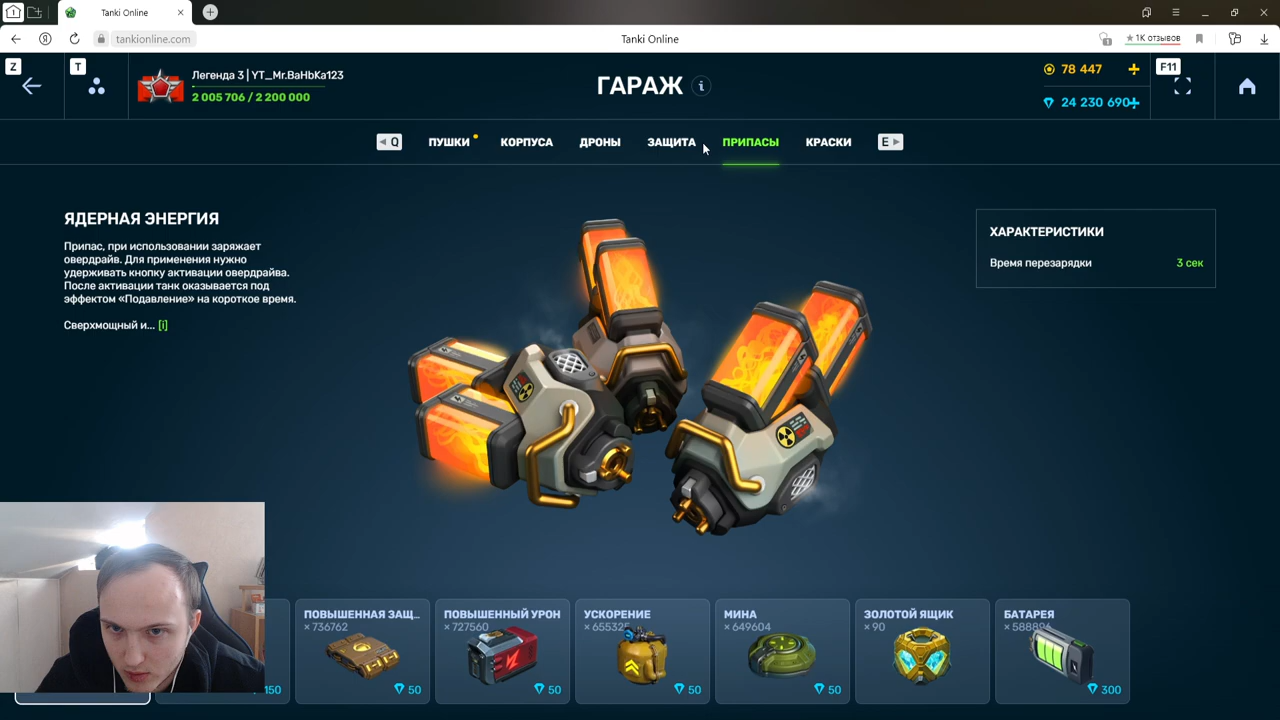 Tanki Online
tankionline.com
Tanki Online
★ 1K отзывов
Z
T
Легенда 3 | YT_Mr.BaHbKa123
2 005 706 / 2 200 000
ГАРАЖ
i
78 447
24 230 690
F11
Q
ПУШКИ
КОРПУСА
ДРОНЫ
ЗАЩИТА
ПРИПАСЫ
КРАСКИ
E
ЯДЕРНАЯ ЭНЕРГИЯ
Припас, при использовании заряжает
овердрайв. Для применения нужно
удерживать кнопку активации овердрайва.
После активации танк оказывается под
эффектом «Подавление» на короткое время.
Сверхмощный и... [i]
ХАРАКТЕРИСТИКИ
Время перезарядки 3 сек
150
ПОВЫШЕННАЯ ЗАЩ...
× 736762
50
ПОВЫШЕННЫЙ УРОН
× 727560
50
УСКОРЕНИЕ
× 655325
50
МИНА
× 649604
50
ЗОЛОТОЙ ЯЩИК
× 90
БАТАРЕЯ
300